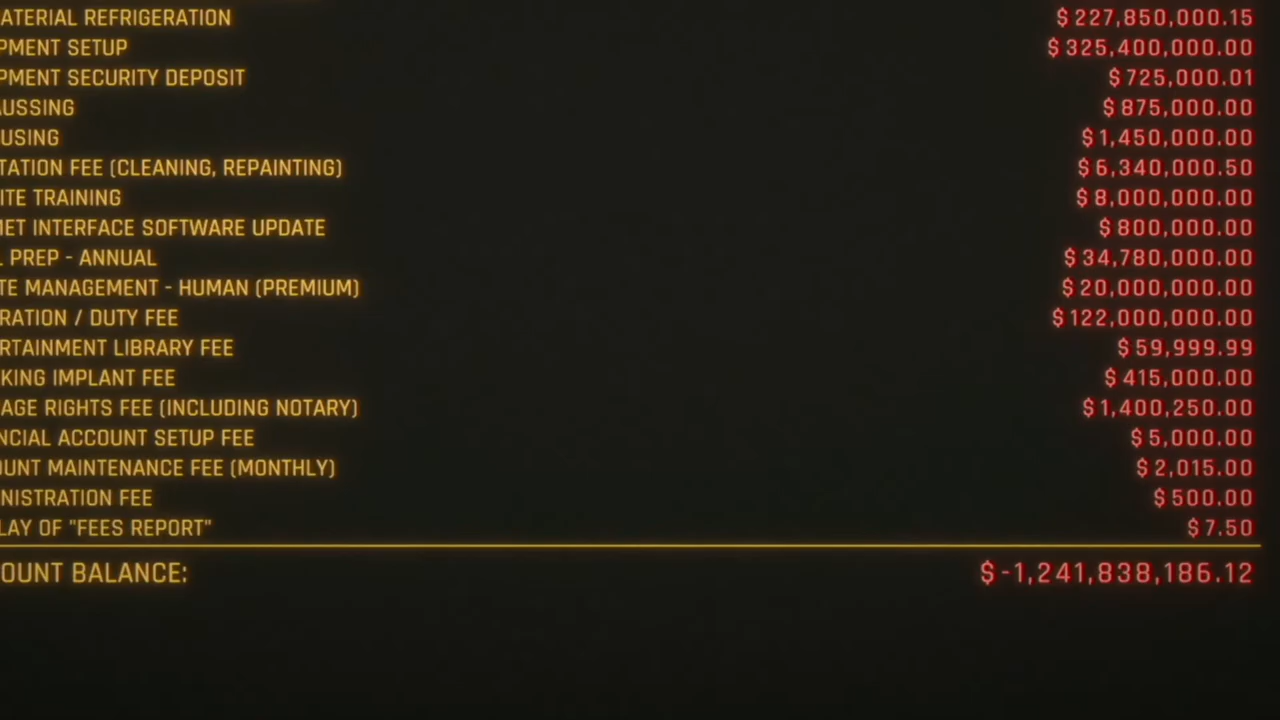 ATERIAL REFRIGERATION $227,850,000.15
PMENT SETUP $325,400,000.00
PMENT SECURITY DEPOSIT $725,000.01
AUSSING $875,000.00
USING $1,450,000.00
TATION FEE (CLEANING, REPAINTING) $6,340,000.50
ITE TRAINING $8,000,000.00
MET INTERFACE SOFTWARE UPDATE $800,000.00
L PREP - ANNUAL $34,780,000.00
TE MANAGEMENT - HUMAN (PREMIUM) $20,000,000.00
RATION / DUTY FEE $122,000,000.00
RTAINMENT LIBRARY FEE $59,999.99
KING IMPLANT FEE $415,000.00
AGE RIGHTS FEE (INCLUDING NOTARY) $1,400,250.00
NCIAL ACCOUNT SETUP FEE $5,000.00
OUNT MAINTENANCE FEE (MONTHLY) $2,015.00
NISTRATION FEE $500.00
LAY OF "FEES REPORT" $7.50
OUNT BALANCE: $-1,241,838,186.12